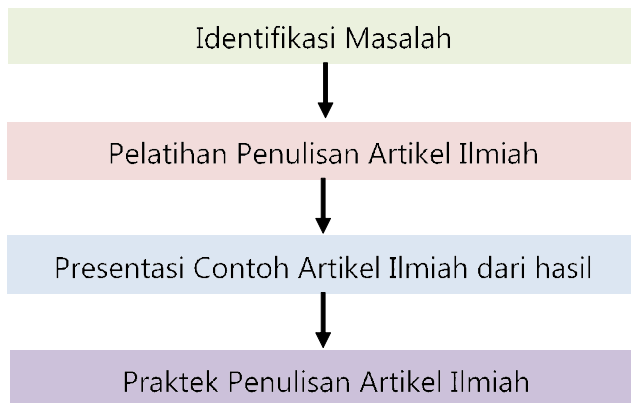 Identifikasi Masalah
Pelatihan Penulisan Artikel Ilmiah
Presentasi Contoh Artikel Ilmiah dari hasil
Praktek Penulisan Artikel Ilmiah